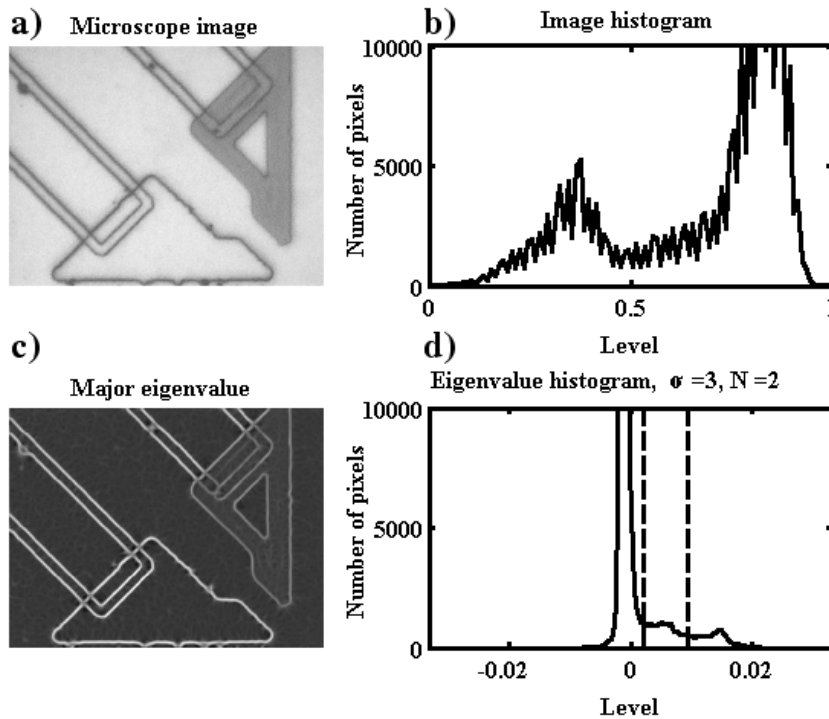 a) Microscope image
b) Image histogram
10000
5000
0
Number of pixels
0 0.5 1
Level
c) Major eigenvalue
d) Eigenvalue histogram, σ =3, N =2
10000
5000
0
Number of pixels
-0.02 0 0.02
Level